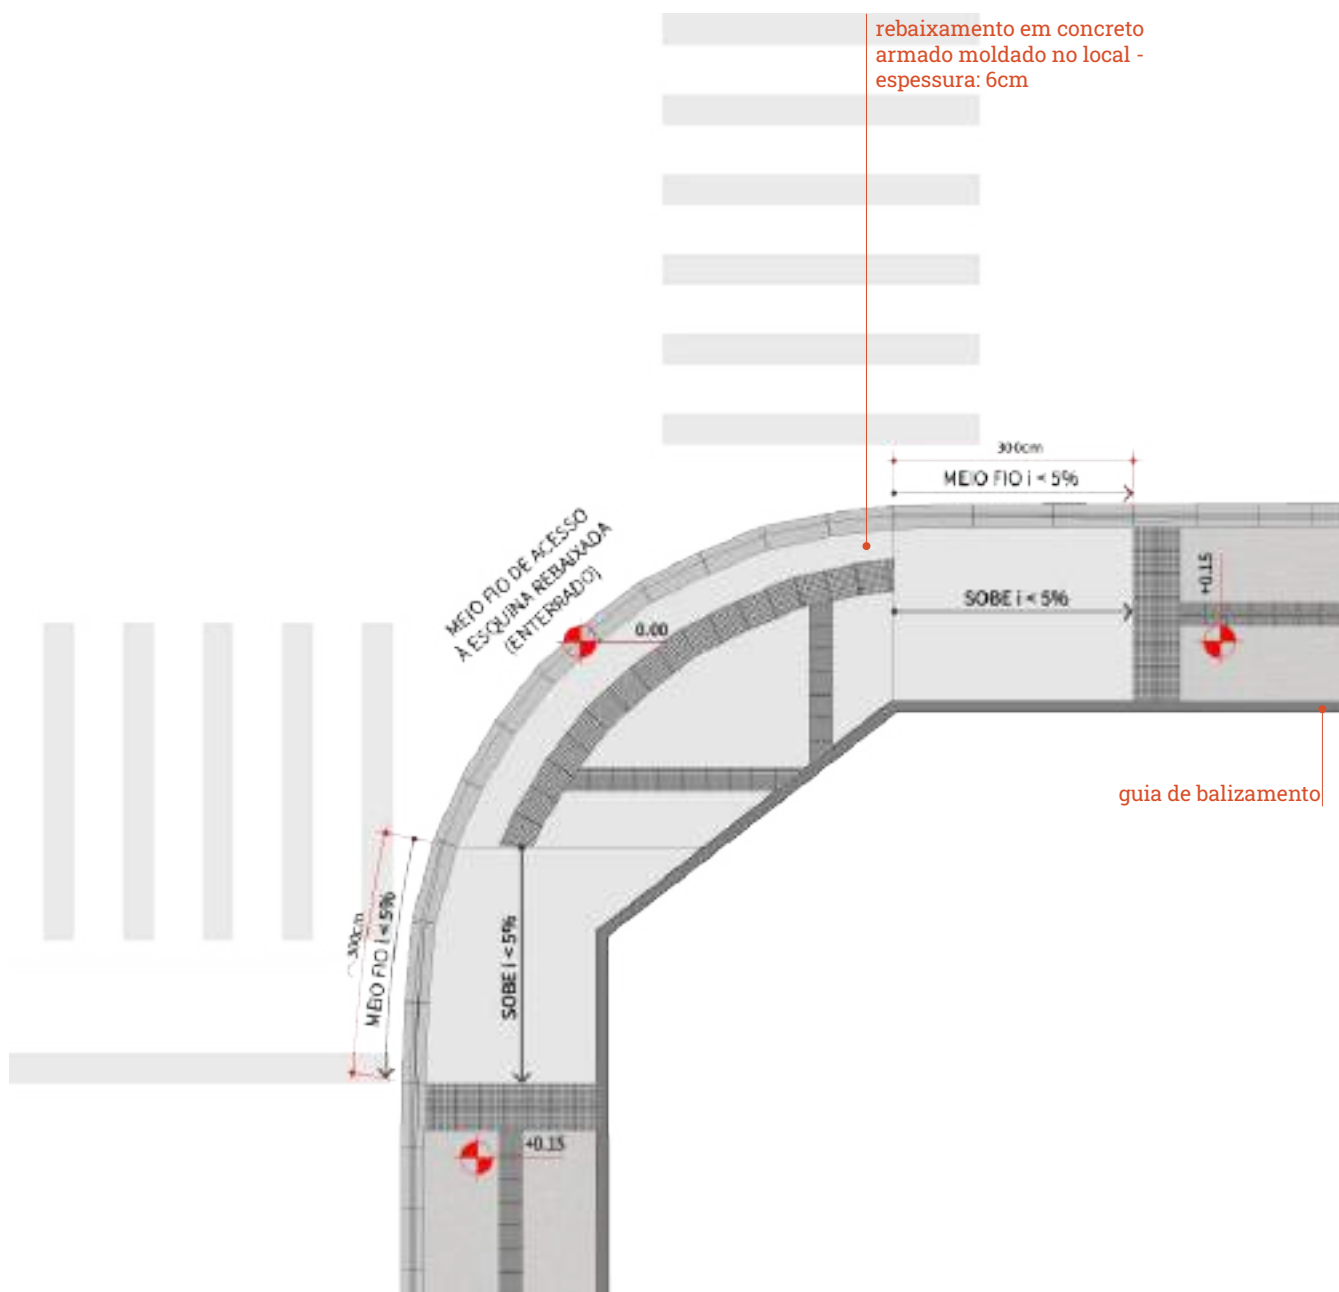 rebaixamento em concreto
armado moldado no local -
espessura: 6cm
300cm
MEIO FIO i < 5%
MEIO FIO DE ACESSO
À ESQUINA REBAIXADA
(ENTERRADO)
0.00
SOBE i < 5%
+0.15
guia de balizamento
300cm
MEIO FIO i < 5%
SOBE i < 5%
+0.15